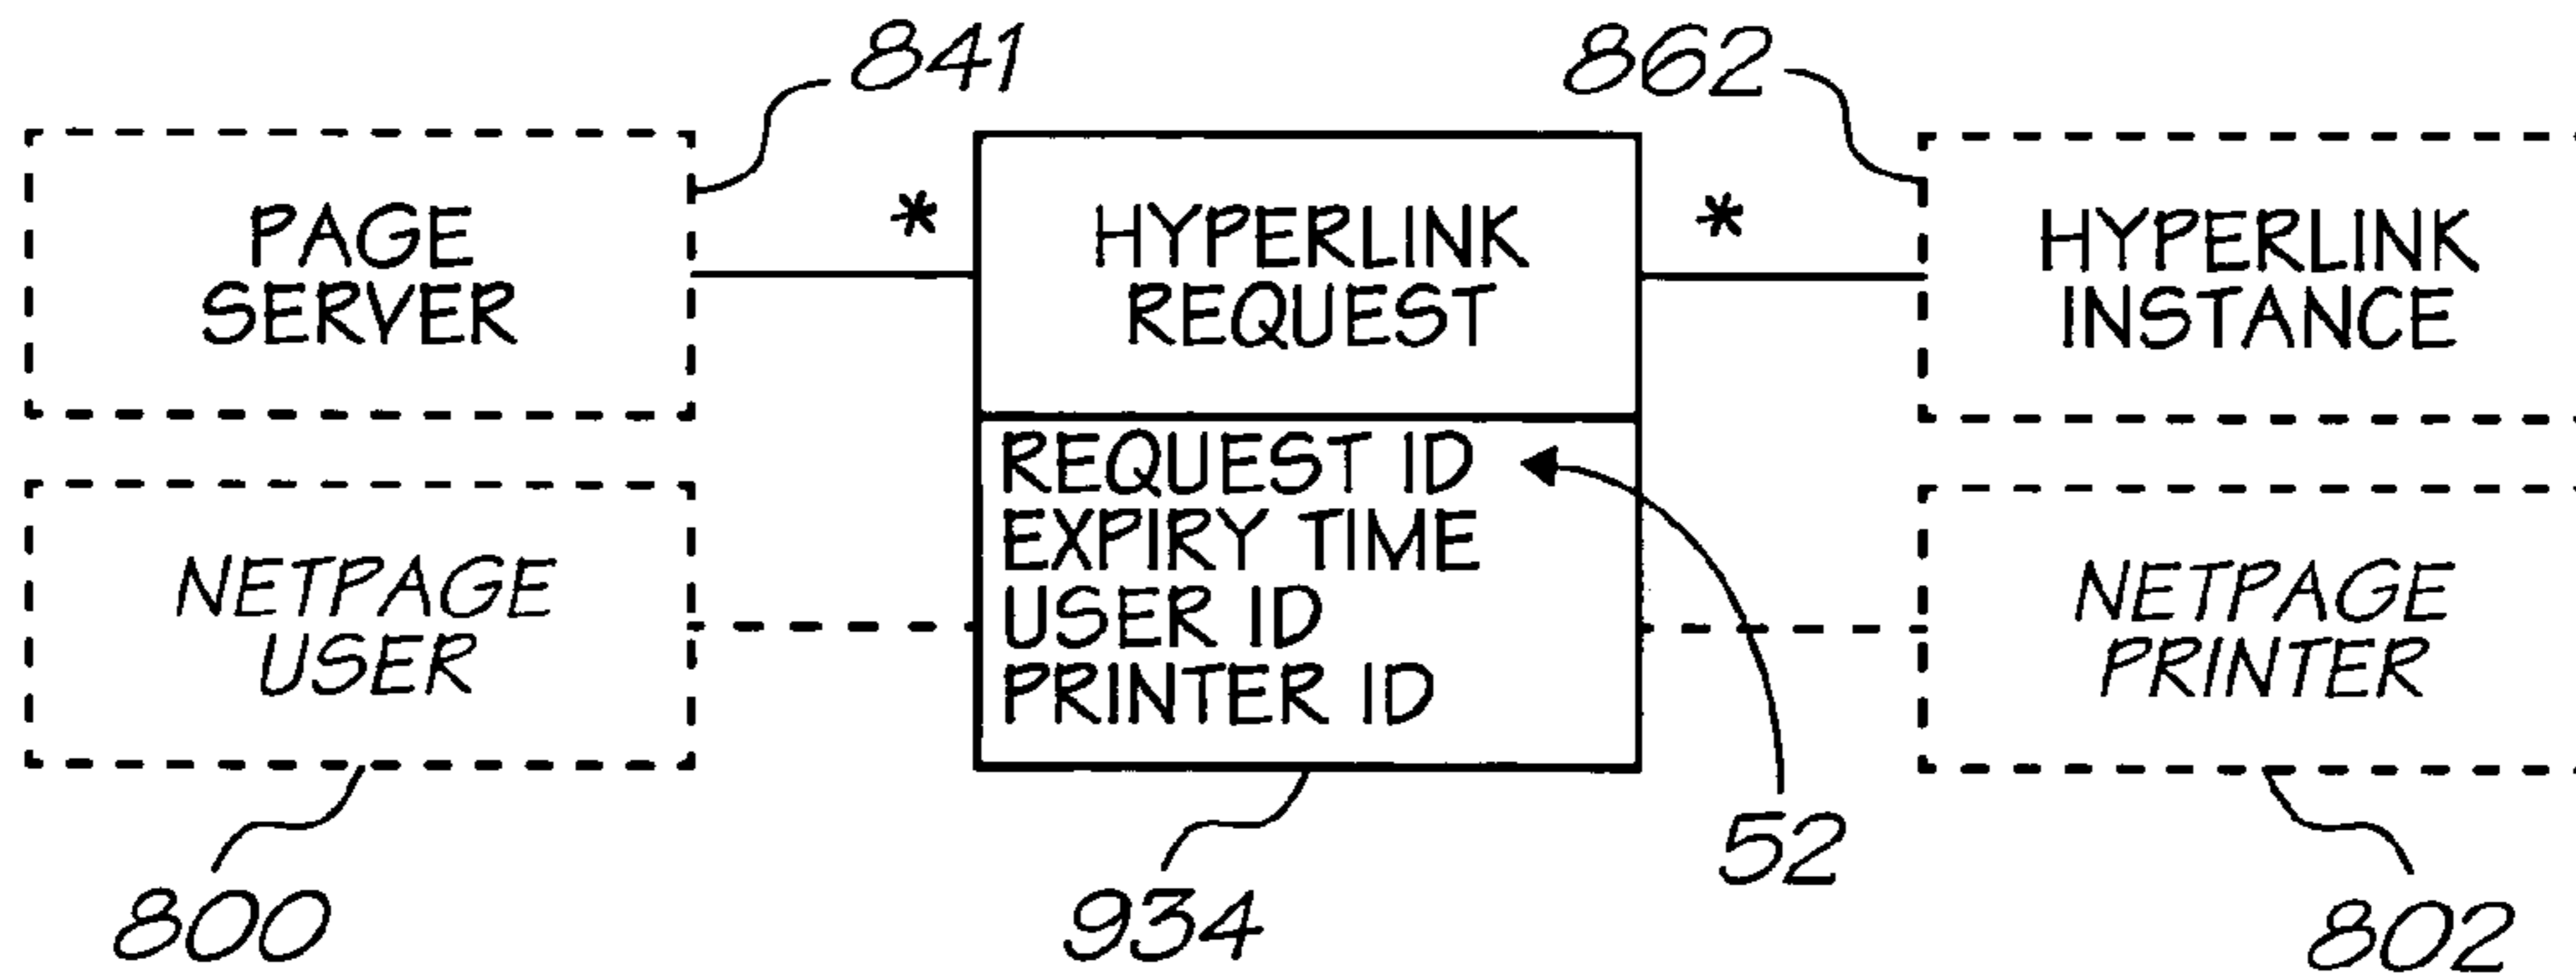 841
862
PAGE
SERVER
*
HYPERLINK
REQUEST
*
HYPERLINK
INSTANCE
REQUEST ID
EXPIRY TIME
USER ID
PRINTER ID
NETPAGE
USER
NETPAGE
PRINTER
800
934
52
802